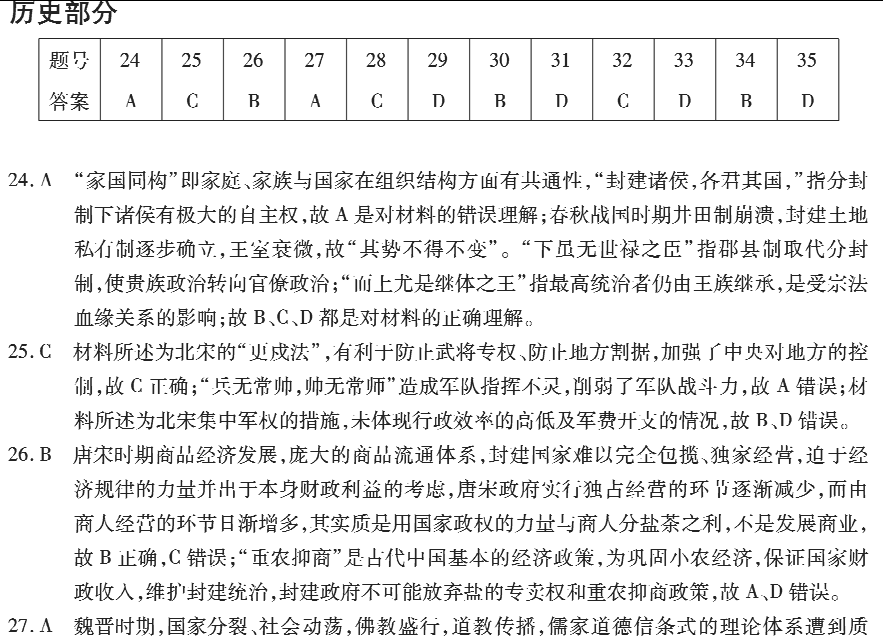 历史部分
题号 24 25 26 27 28 29 30 31 32 33 34 35
答案 A C B A C D B D C D B D
24. A “家国同构”即家庭、家族与国家在组织结构方面有共通性,“封建诸侯,各君其国,”指分封
制下诸侯有极大的自主权,故 A 是对材料的错误理解;春秋战国时期井田制崩溃,封建土地
私有制逐步确立,王室衰微,故“其势不得不变”。“下虽无世禄之臣”指郡县制取代分封
制,使贵族政治转向官僚政治;“而上尤是继体之王”指最高统治者仍由王族继承,是受宗法
血缘关系的影响;故 B、C、D 都是对材料的正确理解。
25. C 材料所述为北宋的“更戍法”,有利于防止武将专权、防止地方割据,加强了中央对地方的控
制,故 C 正确;“兵无常帅,帅无常师”造成军队指挥不灵,削弱了军队战斗力,故 A 错误;材
料所述为北宋集中军权的措施,未体现行政效率的高低及军费开支的情况,故 B、D 错误。
26. B 唐宋时期商品经济发展,庞大的商品流通体系,封建国家难以完全包揽、独家经营,迫于经
济规律的力量并出于本身财政利益的考虑,唐宋政府实行独占经营的环节逐渐减少,而由
商人经营的环节日渐增多,其实质是用国家政权的力量与商人分盐茶之利,不是发展商业,
故 B 正确,C 错误;“重农抑商”是古代中国基本的经济政策,为巩固小农经济,保证国家财
政收入,维护封建统治,封建政府不可能放弃盐的专卖权和重农抑商政策,故 A、D 错误。
27. A 魏晋时期,国家分裂、社会动荡,佛教盛行,道教传播,儒家道德信条式的理论体系遭到质